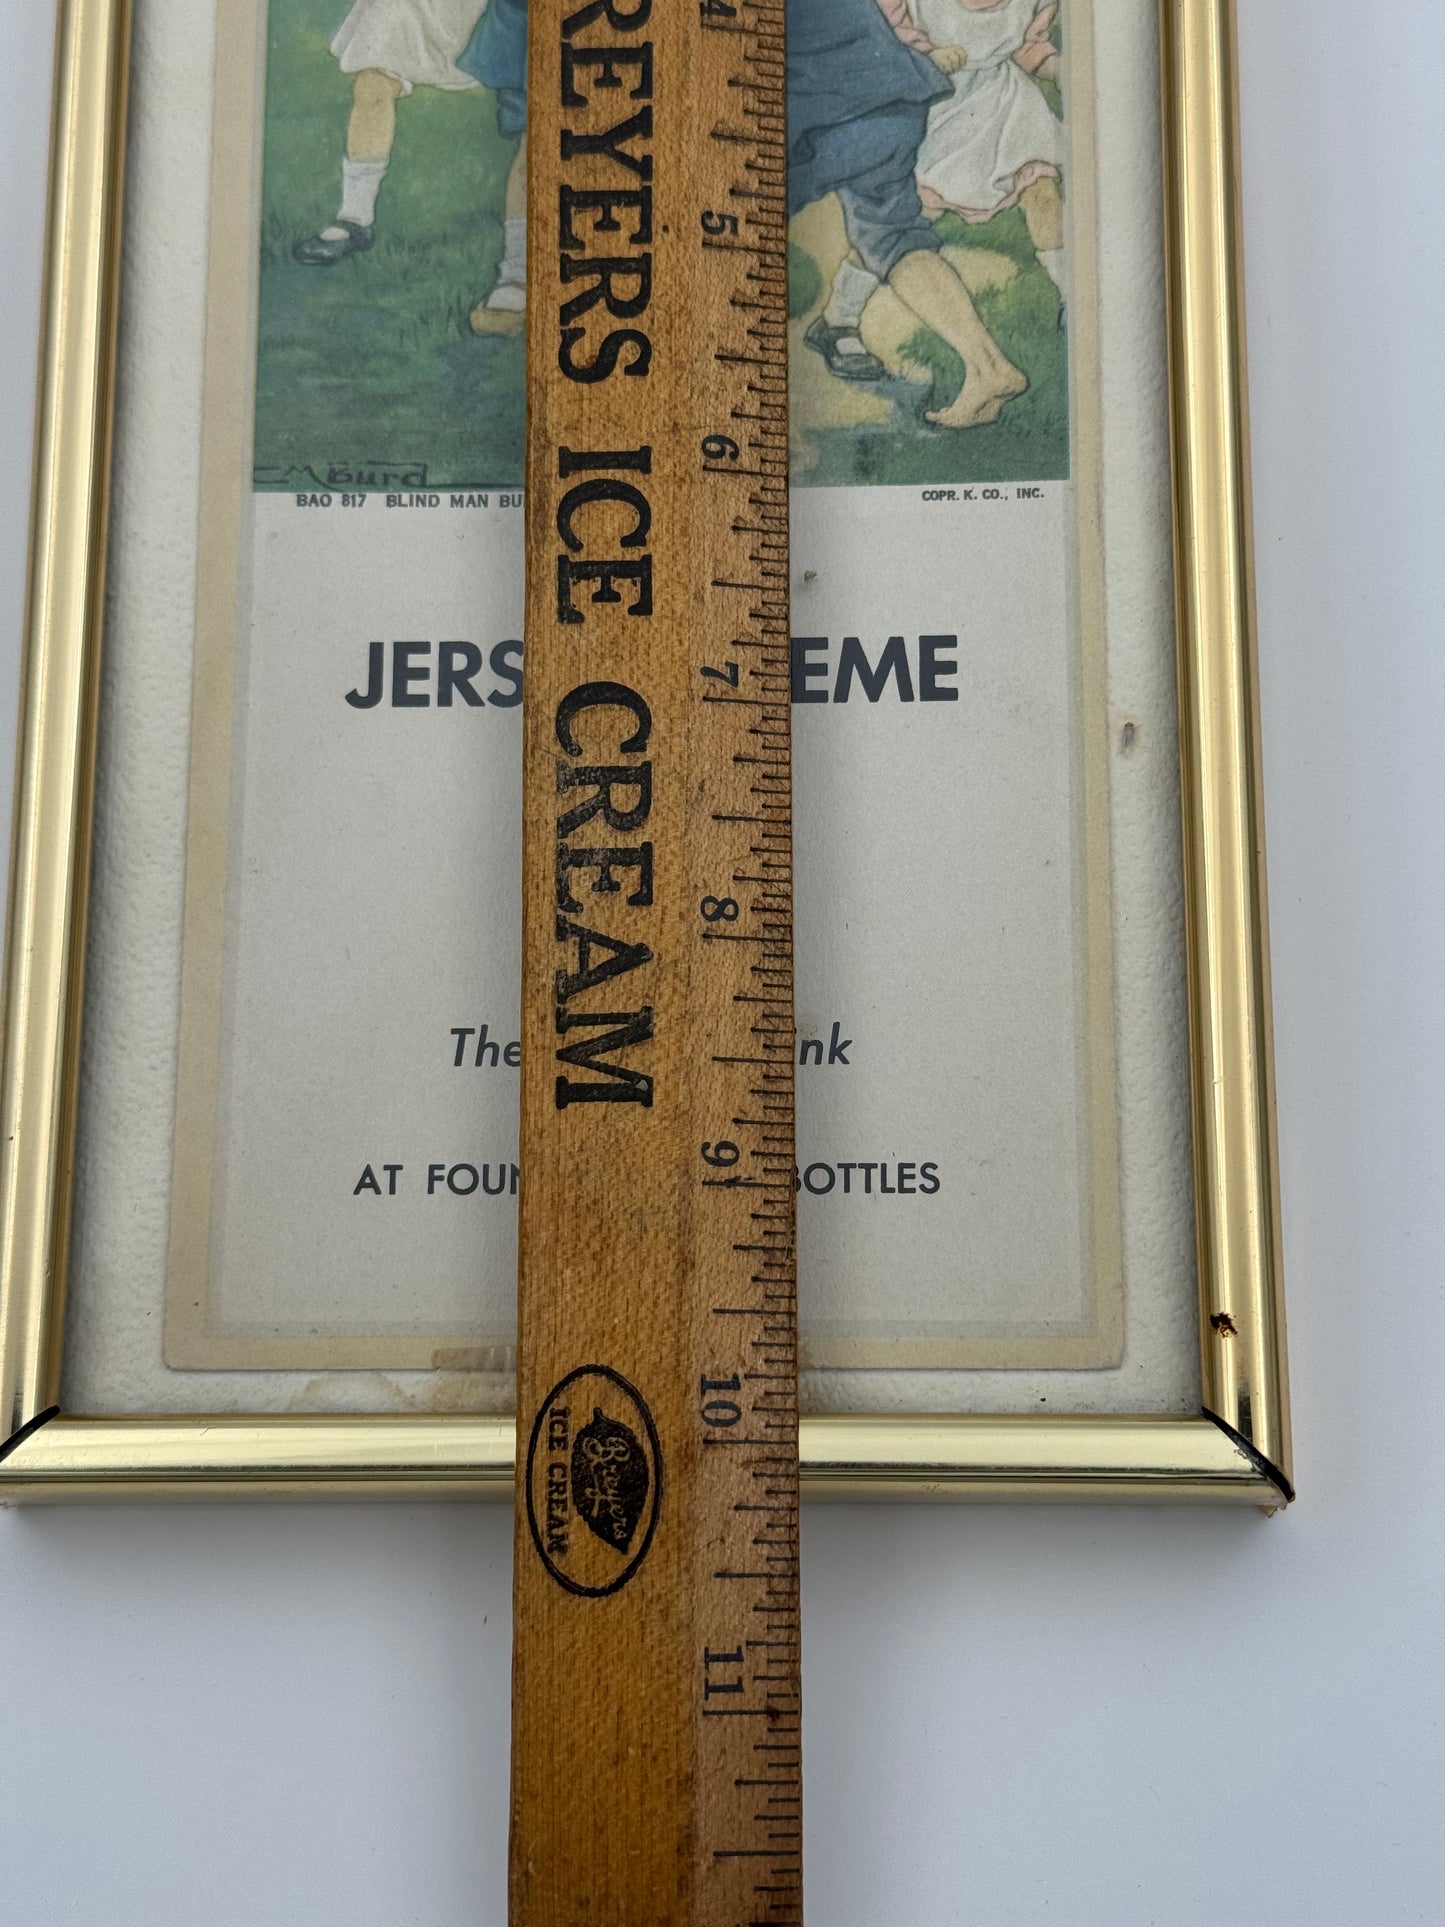 REYERS ICE CREAM
4
5
6
7
8
9
10
11
Breyers
ICE CREAM
M Burd
BAO 817 BLIND MAN BU
COPR. K. CO., INC.
JERS EME
The ink
AT FOUN BOTTLES